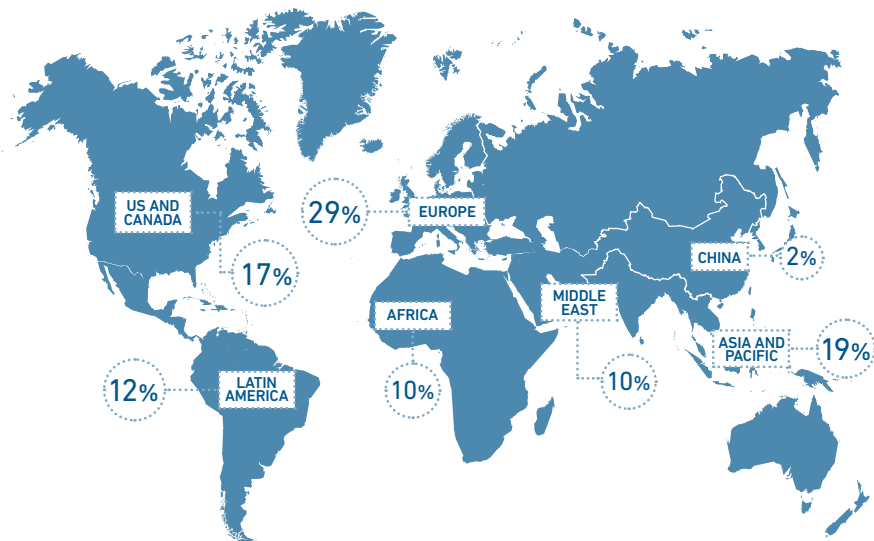 US AND
CANADA
17%
29%
EUROPE
CHINA
2%
AFRICA
10%
MIDDLE
EAST
10%
ASIA AND
PACIFIC
19%
12%
LATIN
AMERICA